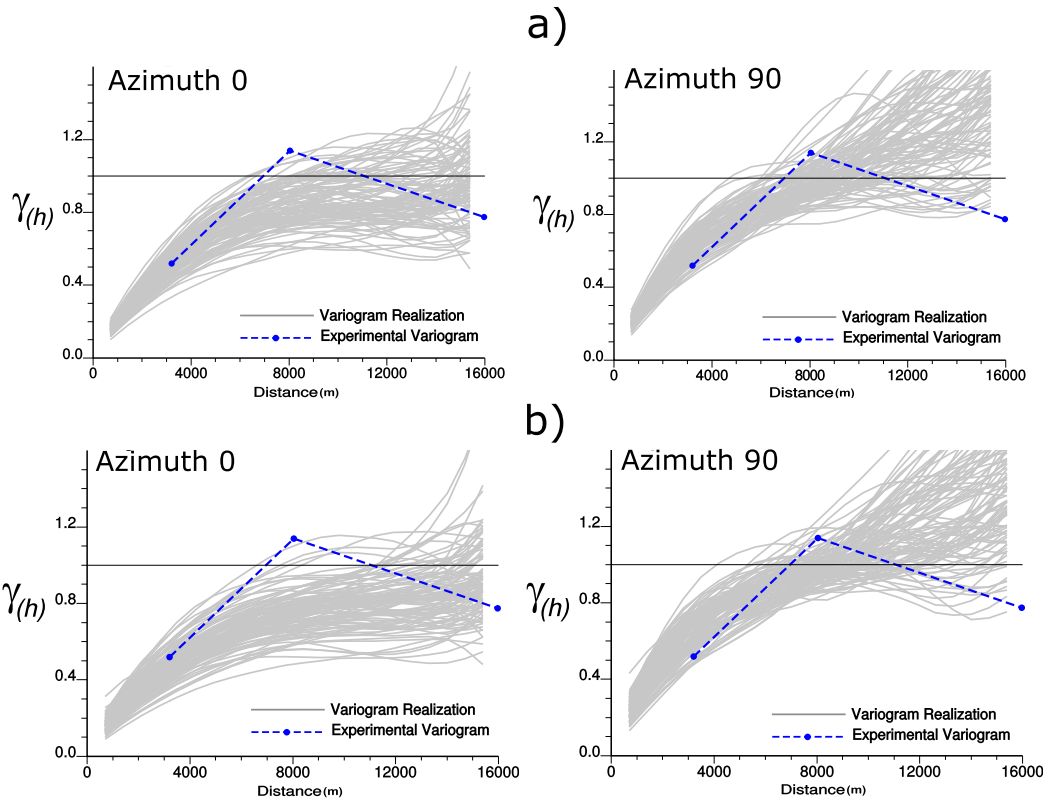 a)
Azimuth 0
1.2
0.8
0.4
0.0
γ(h)
Variogram Realization
Experimental Variogram
0 4000 8000 12000 16000
Distance(m)
Azimuth 90
1.2
0.8
0.4
0.0
γ(h)
Variogram Realization
Experimental Variogram
0 4000 8000 12000 16000
Distance(m)
b)
Azimuth 0
1.2
0.8
0.4
0.0
γ(h)
Variogram Realization
Experimental Variogram
0 4000 8000 12000 16000
Distance(m)
Azimuth 90
1.2
0.8
0.4
0.0
γ(h)
Variogram Realization
Experimental Variogram
0 4000 8000 12000 16000
Distance(m)